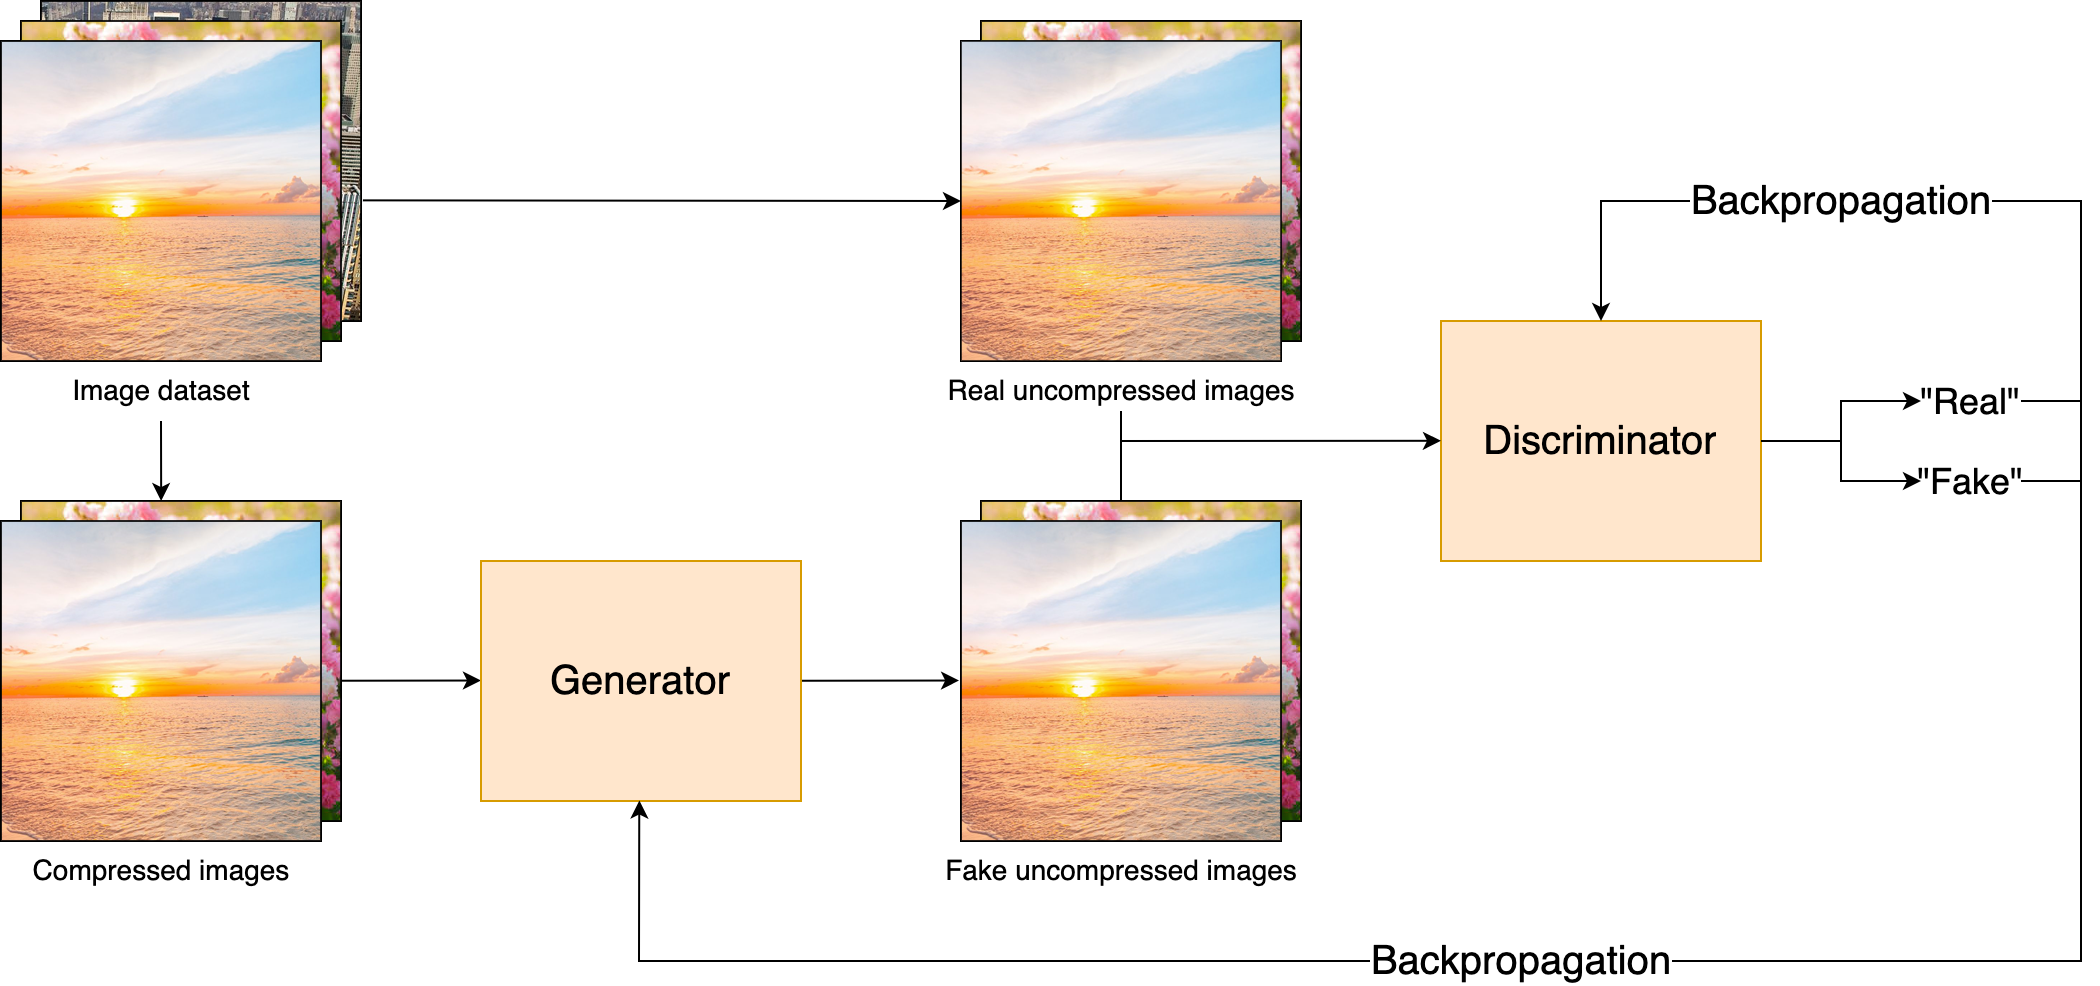 Backpropagation
Image dataset
Real uncompressed images
"Real"
Discriminator
"Fake"
Generator
Compressed images
Fake uncompressed images
Backpropagation